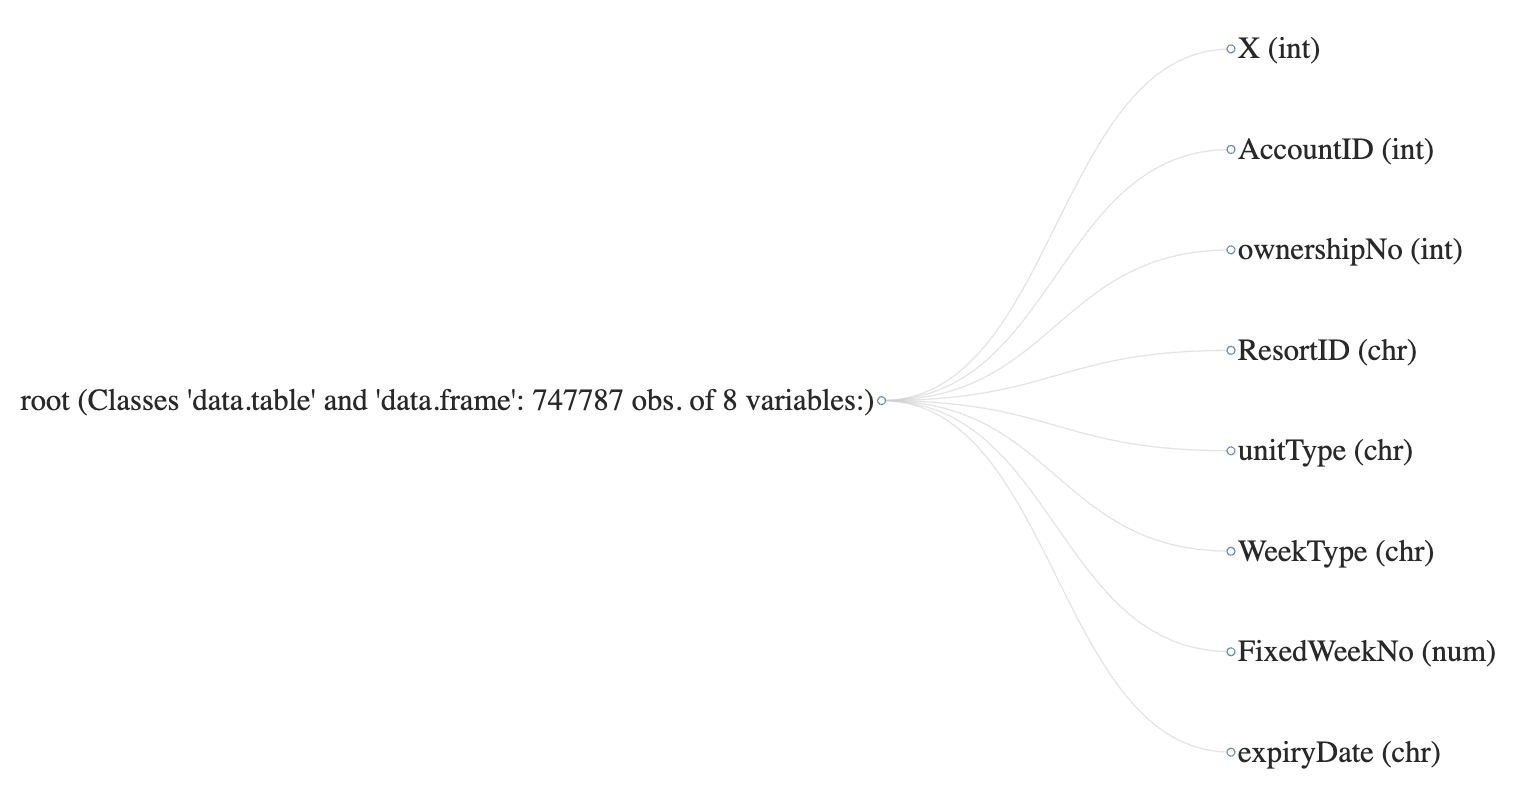 X (int)
AccountID (int)
ownershipNo (int)
ResortID (chr)
root (Classes 'data.table' and 'data.frame': 747787 obs. of 8 variables:)
unitType (chr)
WeekType (chr)
FixedWeekNo (num)
expiryDate (chr)